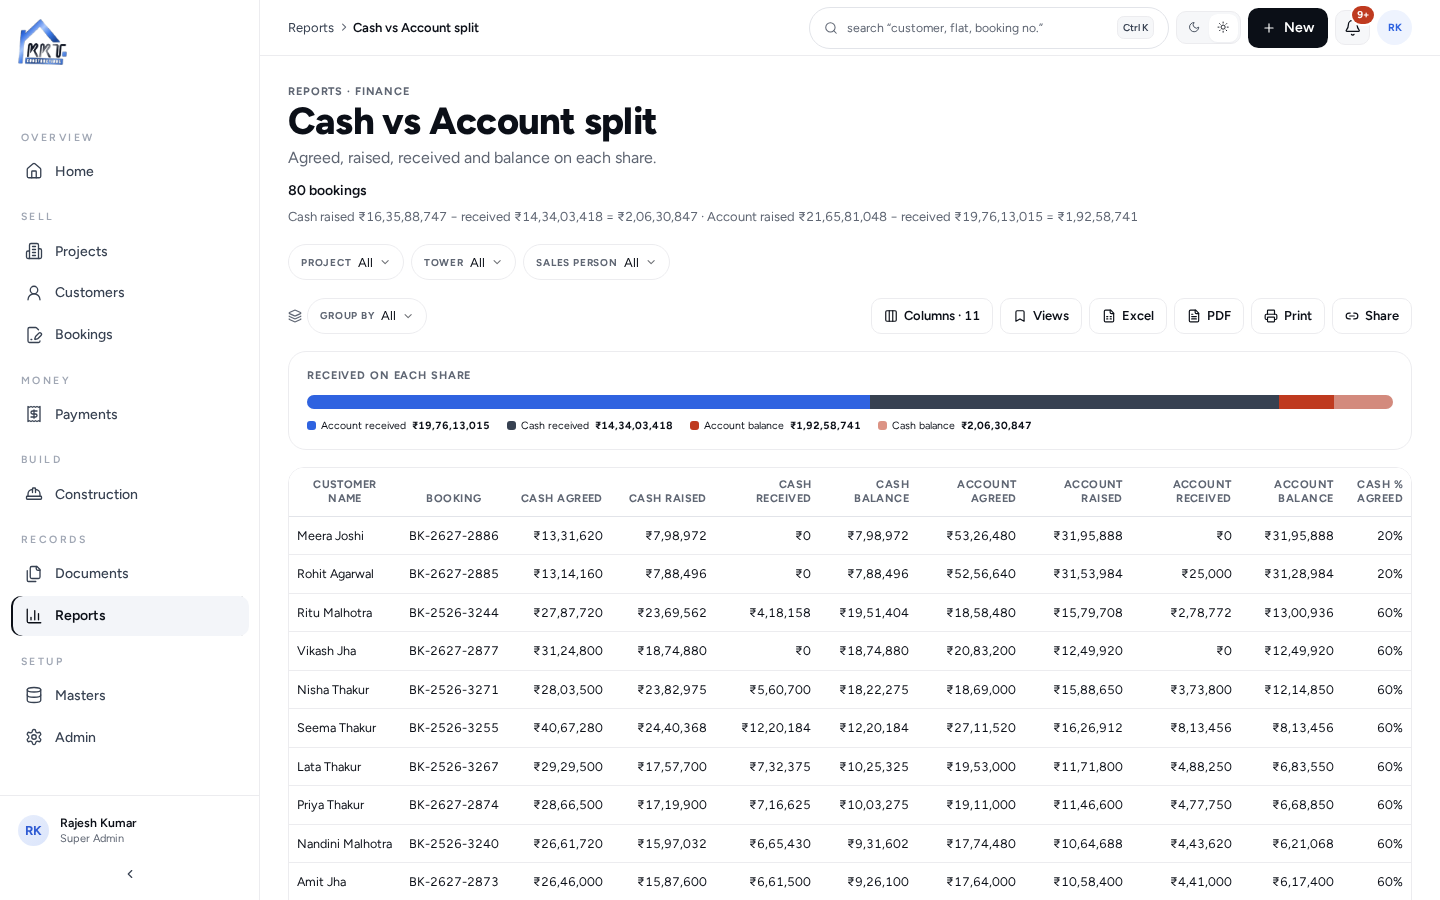 RKT
CONSTRUCTIONS
OVERVIEW
Home
SELL
Projects
Customers
Bookings
MONEY
Payments
BUILD
Construction
RECORDS
Documents
Reports
SETUP
Masters
Admin
RK
Rajesh Kumar
Super Admin
Reports
Cash vs Account split
search “customer, flat, booking no.”
Ctrl K
New
9+
RK
REPORTS · FINANCE
Cash vs Account split
Agreed, raised, received and balance on each share.
80 bookings
Cash raised ₹16,35,88,747 − received ₹14,34,03,418 = ₹2,06,30,847 · Account raised ₹21,65,81,048 − received ₹19,76,13,015 = ₹1,92,58,741
PROJECT All
TOWER All
SALES PERSON All
GROUP BY All
Columns · 11
Views
Excel
PDF
Print
Share
RECEIVED ON EACH SHARE
Account received ₹19,76,13,015 Cash received ₹14,34,03,418 Account balance ₹1,92,58,741 Cash balance ₹2,06,30,847
CUSTOMER NAME BOOKING CASH AGREED CASH RAISED CASH RECEIVED CASH BALANCE ACCOUNT AGREED ACCOUNT RAISED ACCOUNT RECEIVED ACCOUNT BALANCE CASH % AGREED
Meera Joshi BK-2627-2886 ₹13,31,620 ₹7,98,972 ₹0 ₹7,98,972 ₹53,26,480 ₹31,95,888 ₹0 ₹31,95,888 20%
Rohit Agarwal BK-2627-2885 ₹13,14,160 ₹7,88,496 ₹0 ₹7,88,496 ₹52,56,640 ₹31,53,984 ₹25,000 ₹31,28,984 20%
Ritu Malhotra BK-2526-3244 ₹27,87,720 ₹23,69,562 ₹4,18,158 ₹19,51,404 ₹18,58,480 ₹15,79,708 ₹2,78,772 ₹13,00,936 60%
Vikash Jha BK-2627-2877 ₹31,24,800 ₹18,74,880 ₹0 ₹18,74,880 ₹20,83,200 ₹12,49,920 ₹0 ₹12,49,920 60%
Nisha Thakur BK-2526-3271 ₹28,03,500 ₹23,82,975 ₹5,60,700 ₹18,22,275 ₹18,69,000 ₹15,88,650 ₹3,73,800 ₹12,14,850 60%
Seema Thakur BK-2526-3255 ₹40,67,280 ₹24,40,368 ₹12,20,184 ₹12,20,184 ₹27,11,520 ₹16,26,912 ₹8,13,456 ₹8,13,456 60%
Lata Thakur BK-2526-3267 ₹29,29,500 ₹17,57,700 ₹7,32,375 ₹10,25,325 ₹19,53,000 ₹11,71,800 ₹4,88,250 ₹6,83,550 60%
Priya Thakur BK-2627-2874 ₹28,66,500 ₹17,19,900 ₹7,16,625 ₹10,03,275 ₹19,11,000 ₹11,46,600 ₹4,77,750 ₹6,68,850 60%
Nandini Malhotra BK-2526-3240 ₹26,61,720 ₹15,97,032 ₹6,65,430 ₹9,31,602 ₹17,74,480 ₹10,64,688 ₹4,43,620 ₹6,21,068 60%
Amit Jha BK-2627-2873 ₹26,46,000 ₹15,87,600 ₹6,61,500 ₹9,26,100 ₹17,64,000 ₹10,58,400 ₹4,41,000 ₹6,17,400 60%